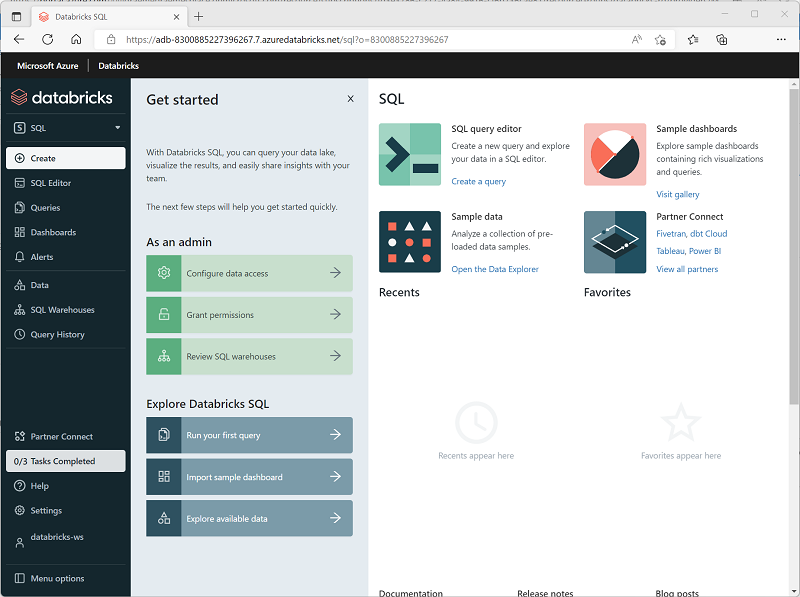 Databricks SQL
https://adb-8300885227396267.7.azuredatabricks.net/sql?o=8300885227396267
Microsoft Azure
Databricks
databricks
SQL
Create
SQL Editor
Queries
Dashboards
Alerts
Data
SQL Warehouses
Query History
Partner Connect
0/3 Tasks Completed
Help
Settings
databricks-ws
Menu options
Get started
With Databricks SQL, you can query your data lake,
visualize the results, and easily share insights with your
team.
The next few steps will help you get started quickly.
As an admin
Configure data access
Grant permissions
Review SQL warehouses
Explore Databricks SQL
Run your first query
Import sample dashboard
Explore available data
SQL
SQL query editor
Create a new query and explore
your data in a SQL editor.
Create a query
Sample dashboards
Explore sample dashboards
containing rich visualizations
and queries.
Visit gallery
Sample data
Analyze a collection of pre-
loaded data samples.
Open the Data Explorer
Partner Connect
Fivetran, dbt Cloud
Tableau, Power BI
View all partners
Recents
Favorites
Recents appear here
Favorites appear here
Documentation
Release notes
Blog posts